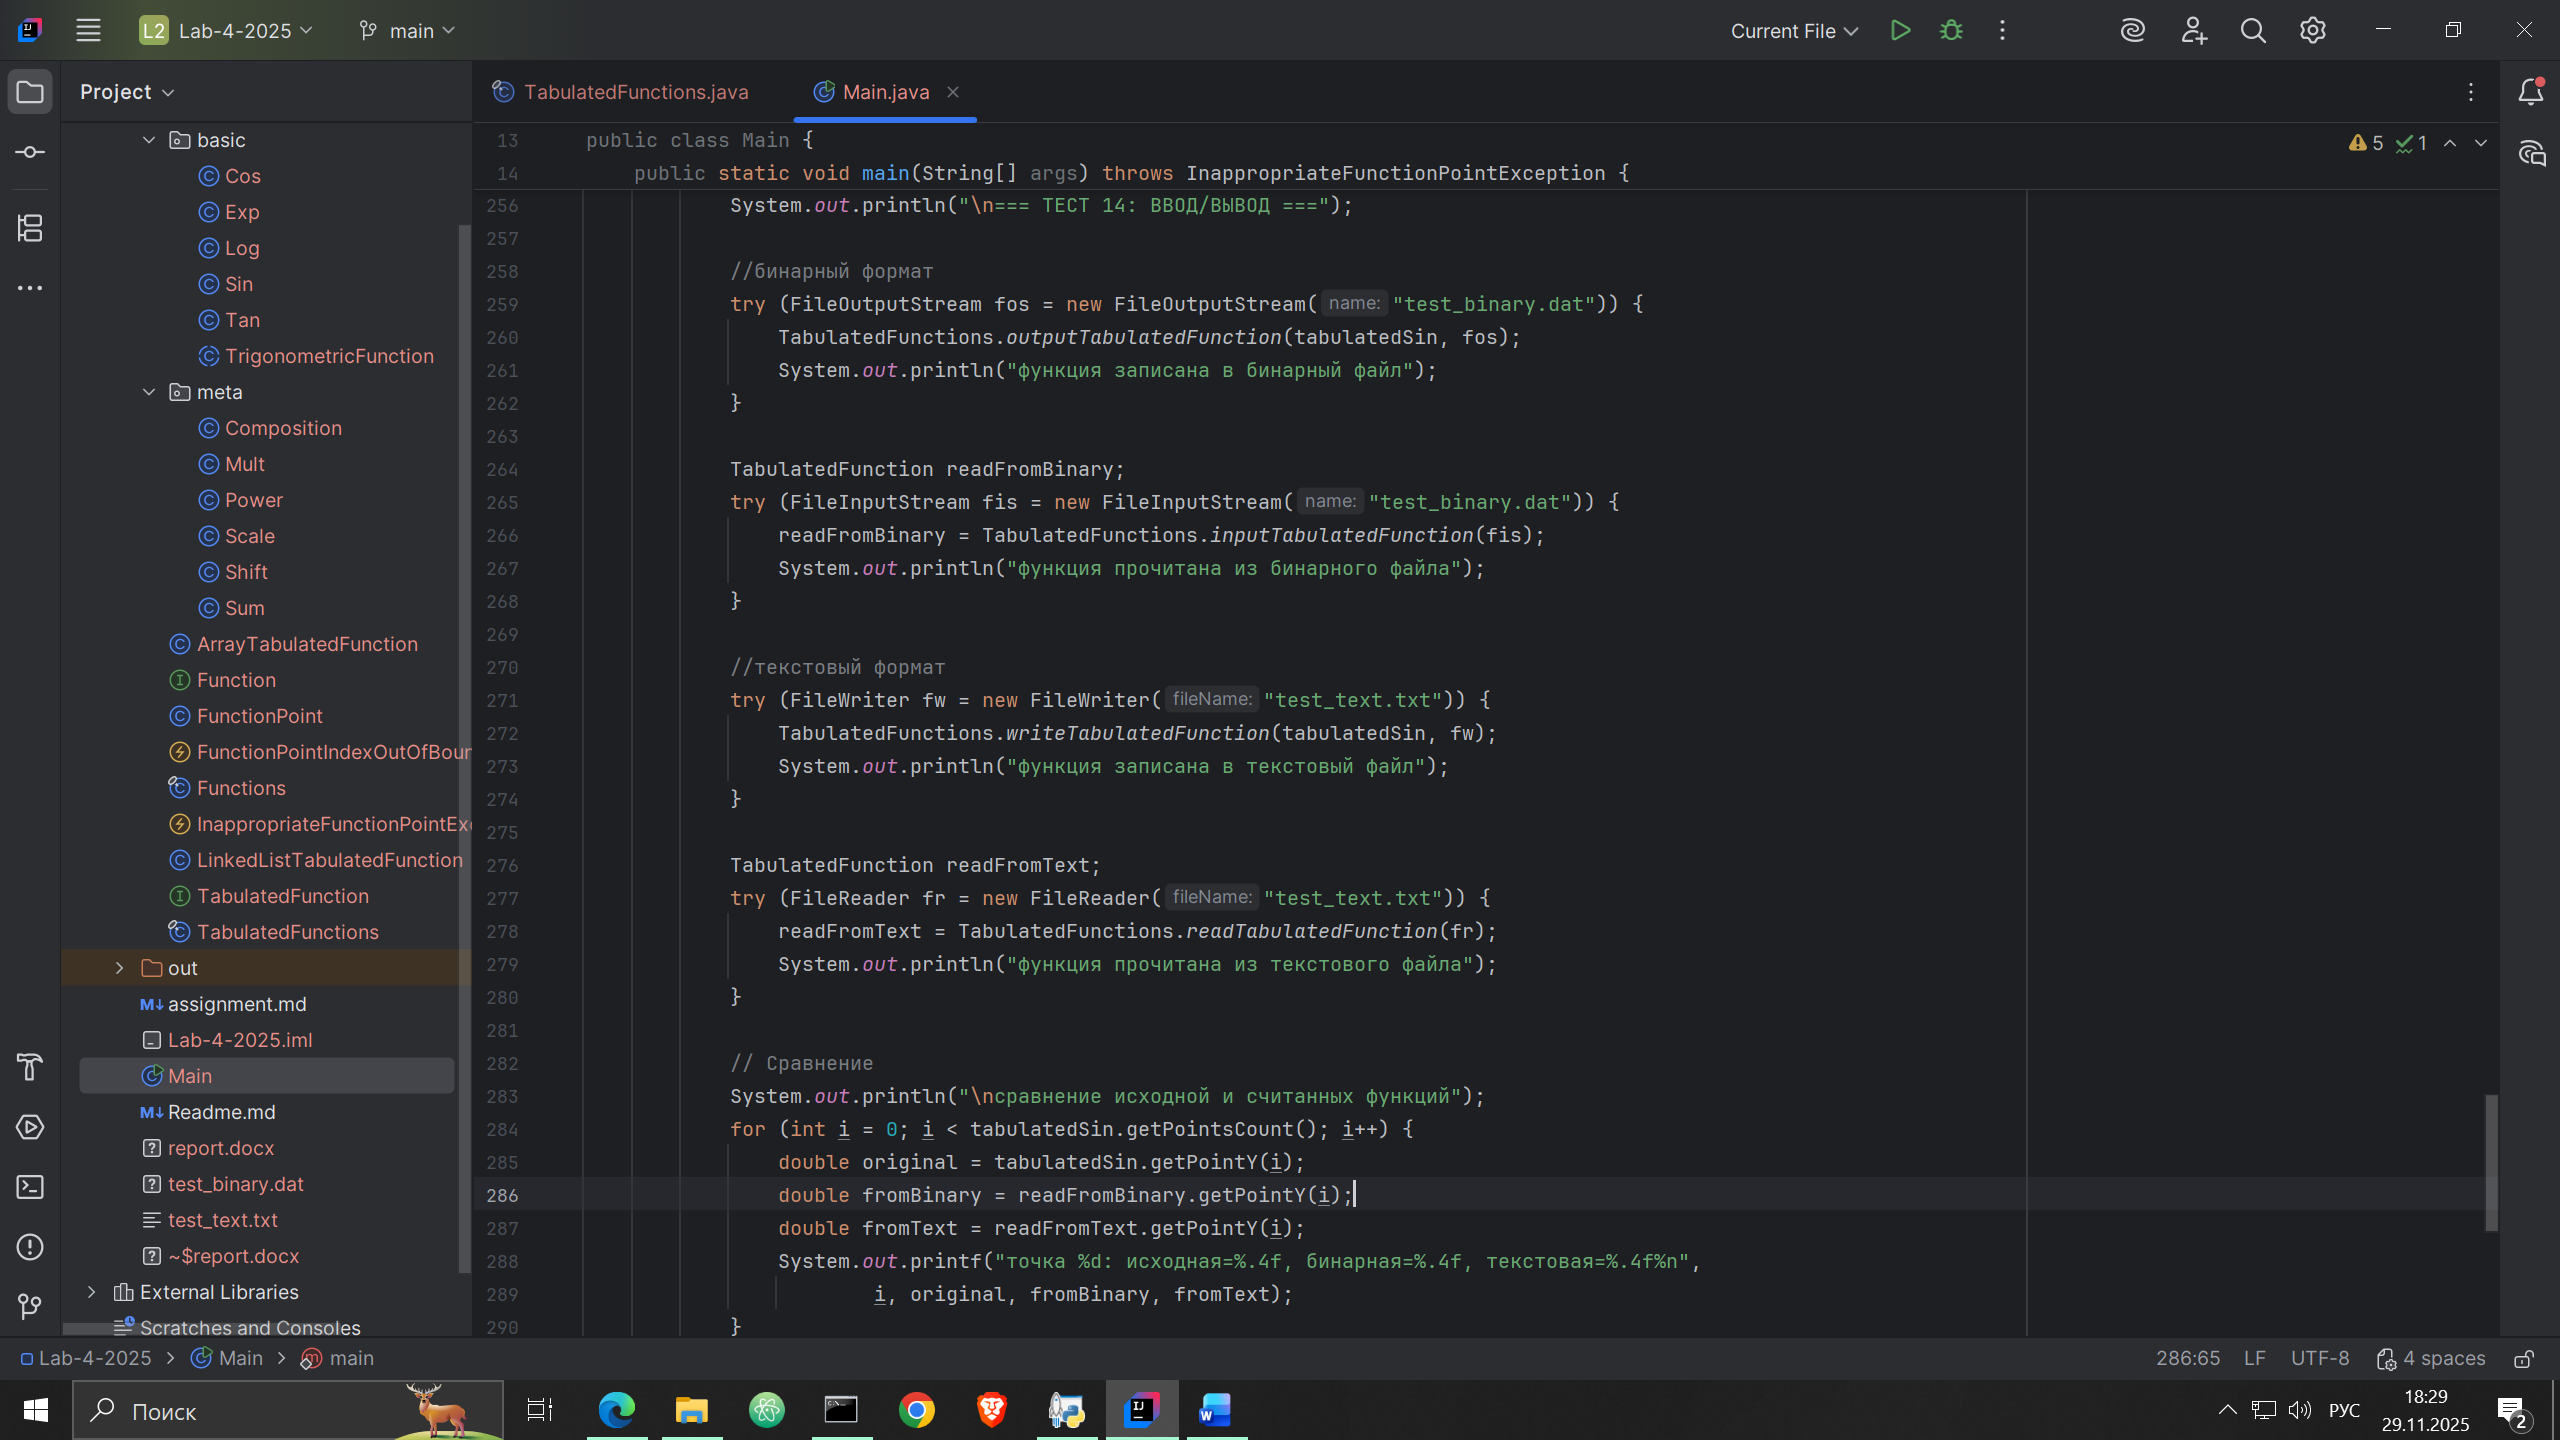 L2 Lab-4-2025 main Current File
Project
basic
Cos
Exp
Log
Sin
Tan
TrigonometricFunction
meta
Composition
Mult
Power
Scale
Shift
Sum
ArrayTabulatedFunction
Function
FunctionPoint
FunctionPointIndexOutOfBour
Functions
InappropriateFunctionPointExc
LinkedListTabulatedFunction
TabulatedFunction
TabulatedFunctions
out
assignment.md
Lab-4-2025.iml
Main
Readme.md
report.docx
test_binary.dat
test_text.txt
~$report.docx
External Libraries
Scratches and Consoles
TabulatedFunctions.java Main.java
5 1
13 public class Main {
14 public static void main(String[] args) throws InappropriateFunctionPointException {
256 System.out.println("\n=== ТЕСТ 14: ВВОД/ВЫВОД ===");
257
258 //бинарный формат
259 try (FileOutputStream fos = new FileOutputStream( name: "test_binary.dat")) {
260 TabulatedFunctions.outputTabulatedFunction(tabulatedSin, fos);
261 System.out.println("функция записана в бинарный файл");
262 }
263
264 TabulatedFunction readFromBinary;
265 try (FileInputStream fis = new FileInputStream( name: "test_binary.dat")) {
266 readFromBinary = TabulatedFunctions.inputTabulatedFunction(fis);
267 System.out.println("функция прочитана из бинарного файла");
268 }
269
270 //текстовый формат
271 try (FileWriter fw = new FileWriter( fileName: "test_text.txt")) {
272 TabulatedFunctions.writeTabulatedFunction(tabulatedSin, fw);
273 System.out.println("функция записана в текстовый файл");
274 }
275
276 TabulatedFunction readFromText;
277 try (FileReader fr = new FileReader( fileName: "test_text.txt")) {
278 readFromText = TabulatedFunctions.readTabulatedFunction(fr);
279 System.out.println("функция прочитана из текстового файла");
280 }
281
282 // Сравнение
283 System.out.println("\nсравнение исходной и считанных функций");
284 for (int i = 0; i < tabulatedSin.getPointsCount(); i++) {
285 double original = tabulatedSin.getPointY(i);
286 double fromBinary = readFromBinary.getPointY(i);
287 double fromText = readFromText.getPointY(i);
288 System.out.printf("точка %d: исходная=%.4f, бинарная=%.4f, текстовая=%.4f%n",
289 i, original, fromBinary, fromText);
290 }
Lab-4-2025 > Main > main 286:65 LF UTF-8 4 spaces
Поиск РУС 18:29
29.11.2025 2